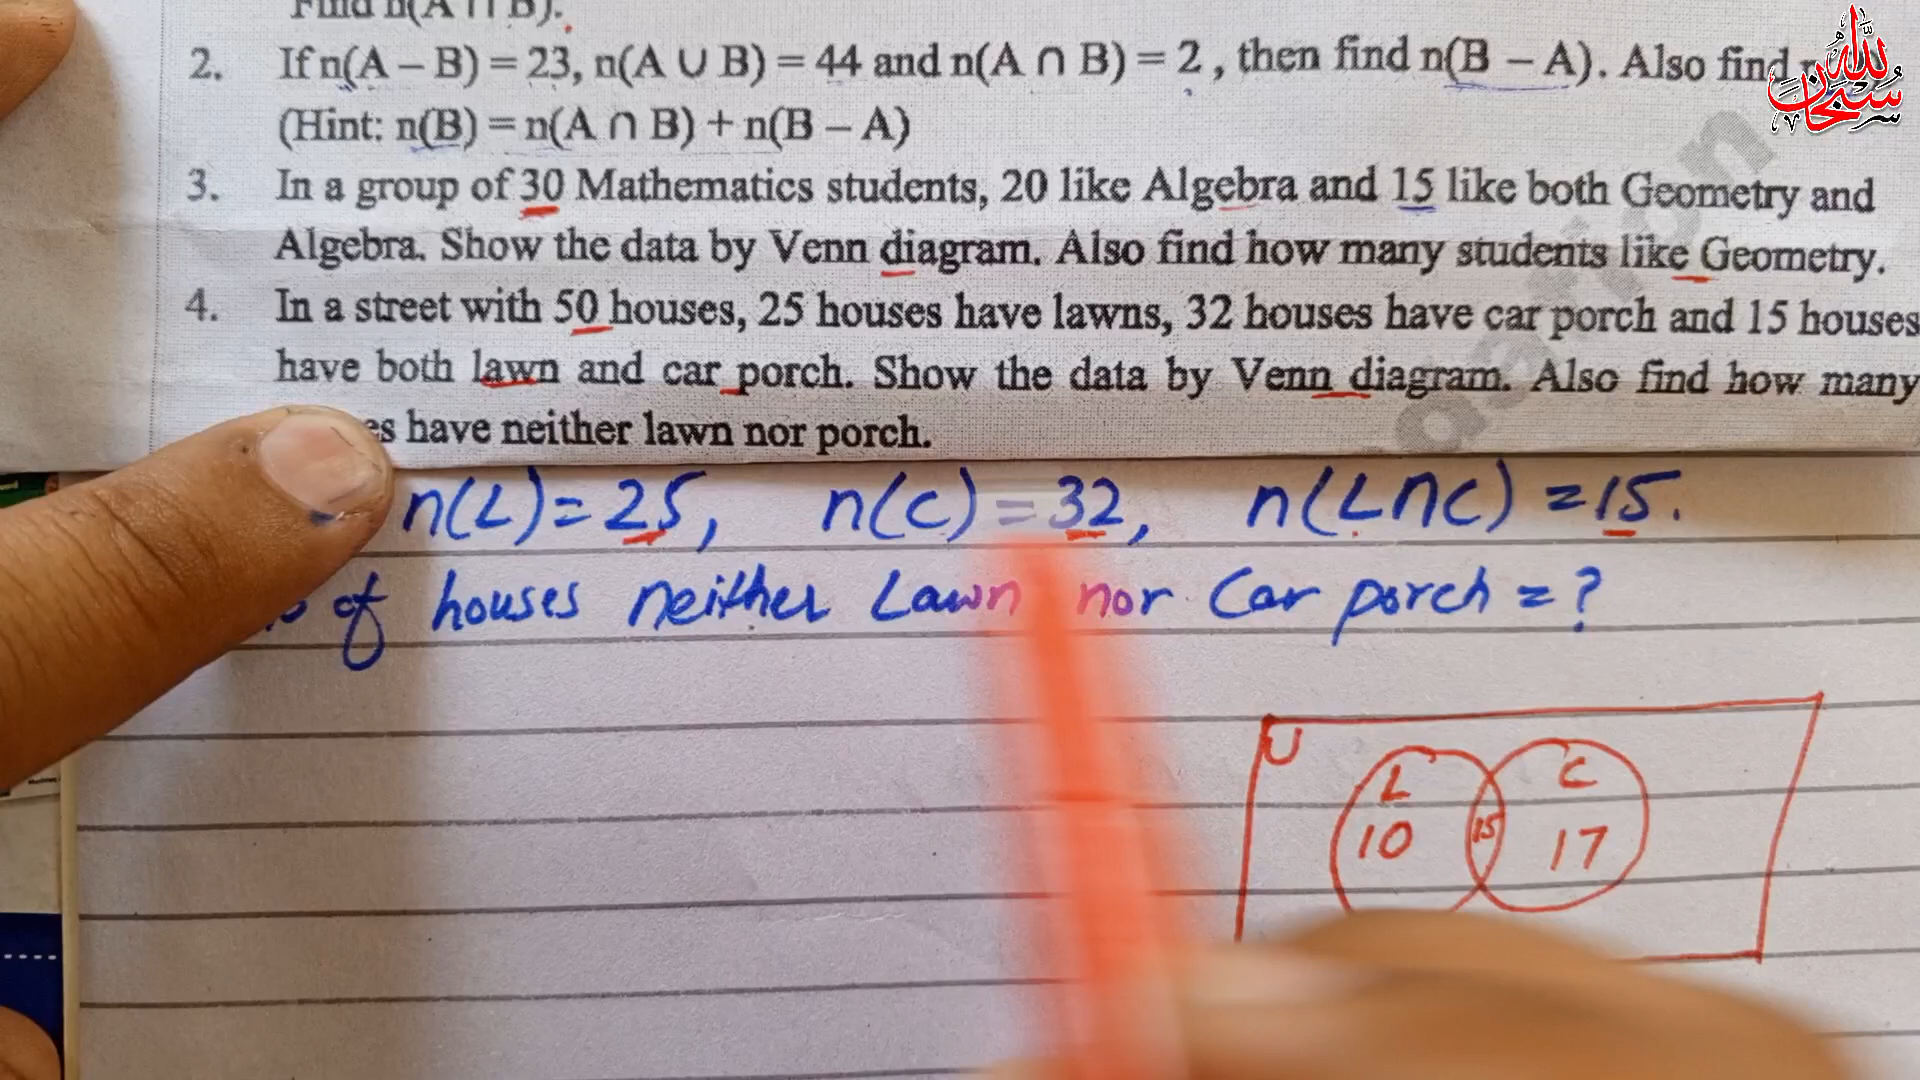 Find n(A ∩ B).
2. If n(A – B) = 23, n(A ∪ B) = 44 and n(A ∩ B) = 2 , then find n(B – A). Also find
(Hint: n(B) = n(A ∩ B) + n(B – A)
3. In a group of 30 Mathematics students, 20 like Algebra and 15 like both Geometry and
Algebra. Show the data by Venn diagram. Also find how many students like Geometry.
4. In a street with 50 houses, 25 houses have lawns, 32 houses have car porch and 15 houses
have both lawn and car porch. Show the data by Venn diagram. Also find how many
have neither lawn nor porch.
n(L) = 25, n(C) = 32, n(L∩C) = 15.
of houses neither Lawn nor Car porch = ?
U
L C
10 15 17
سُبْحَانَ اللّٰه